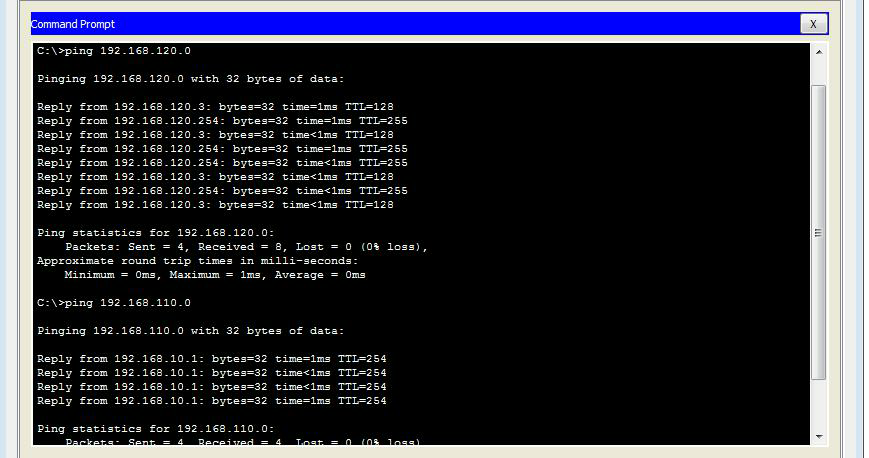 Command Prompt
X
C:\>ping 192.168.120.0
Pinging 192.168.120.0 with 32 bytes of data:
Reply from 192.168.120.3: bytes=32 time=1ms TTL=128
Reply from 192.168.120.254: bytes=32 time=1ms TTL=255
Reply from 192.168.120.3: bytes=32 time<1ms TTL=128
Reply from 192.168.120.254: bytes=32 time<1ms TTL=255
Reply from 192.168.120.254: bytes=32 time<1ms TTL=255
Reply from 192.168.120.3: bytes=32 time<1ms TTL=128
Reply from 192.168.120.254: bytes=32 time<1ms TTL=255
Reply from 192.168.120.3: bytes=32 time<1ms TTL=128
Ping statistics for 192.168.120.0:
Packets: Sent = 4, Received = 8, Lost = 0 (0% loss),
Approximate round trip times in milli-seconds:
Minimum = 0ms, Maximum = 1ms, Average = 0ms
C:\>ping 192.168.110.0
Pinging 192.168.110.0 with 32 bytes of data:
Reply from 192.168.10.1: bytes=32 time=1ms TTL=254
Reply from 192.168.10.1: bytes=32 time<1ms TTL=254
Reply from 192.168.10.1: bytes=32 time<1ms TTL=254
Reply from 192.168.10.1: bytes=32 time=1ms TTL=254
Ping statistics for 192.168.110.0:
Packets: Sent = 4, Received = 4, Lost = 0 (0% loss)